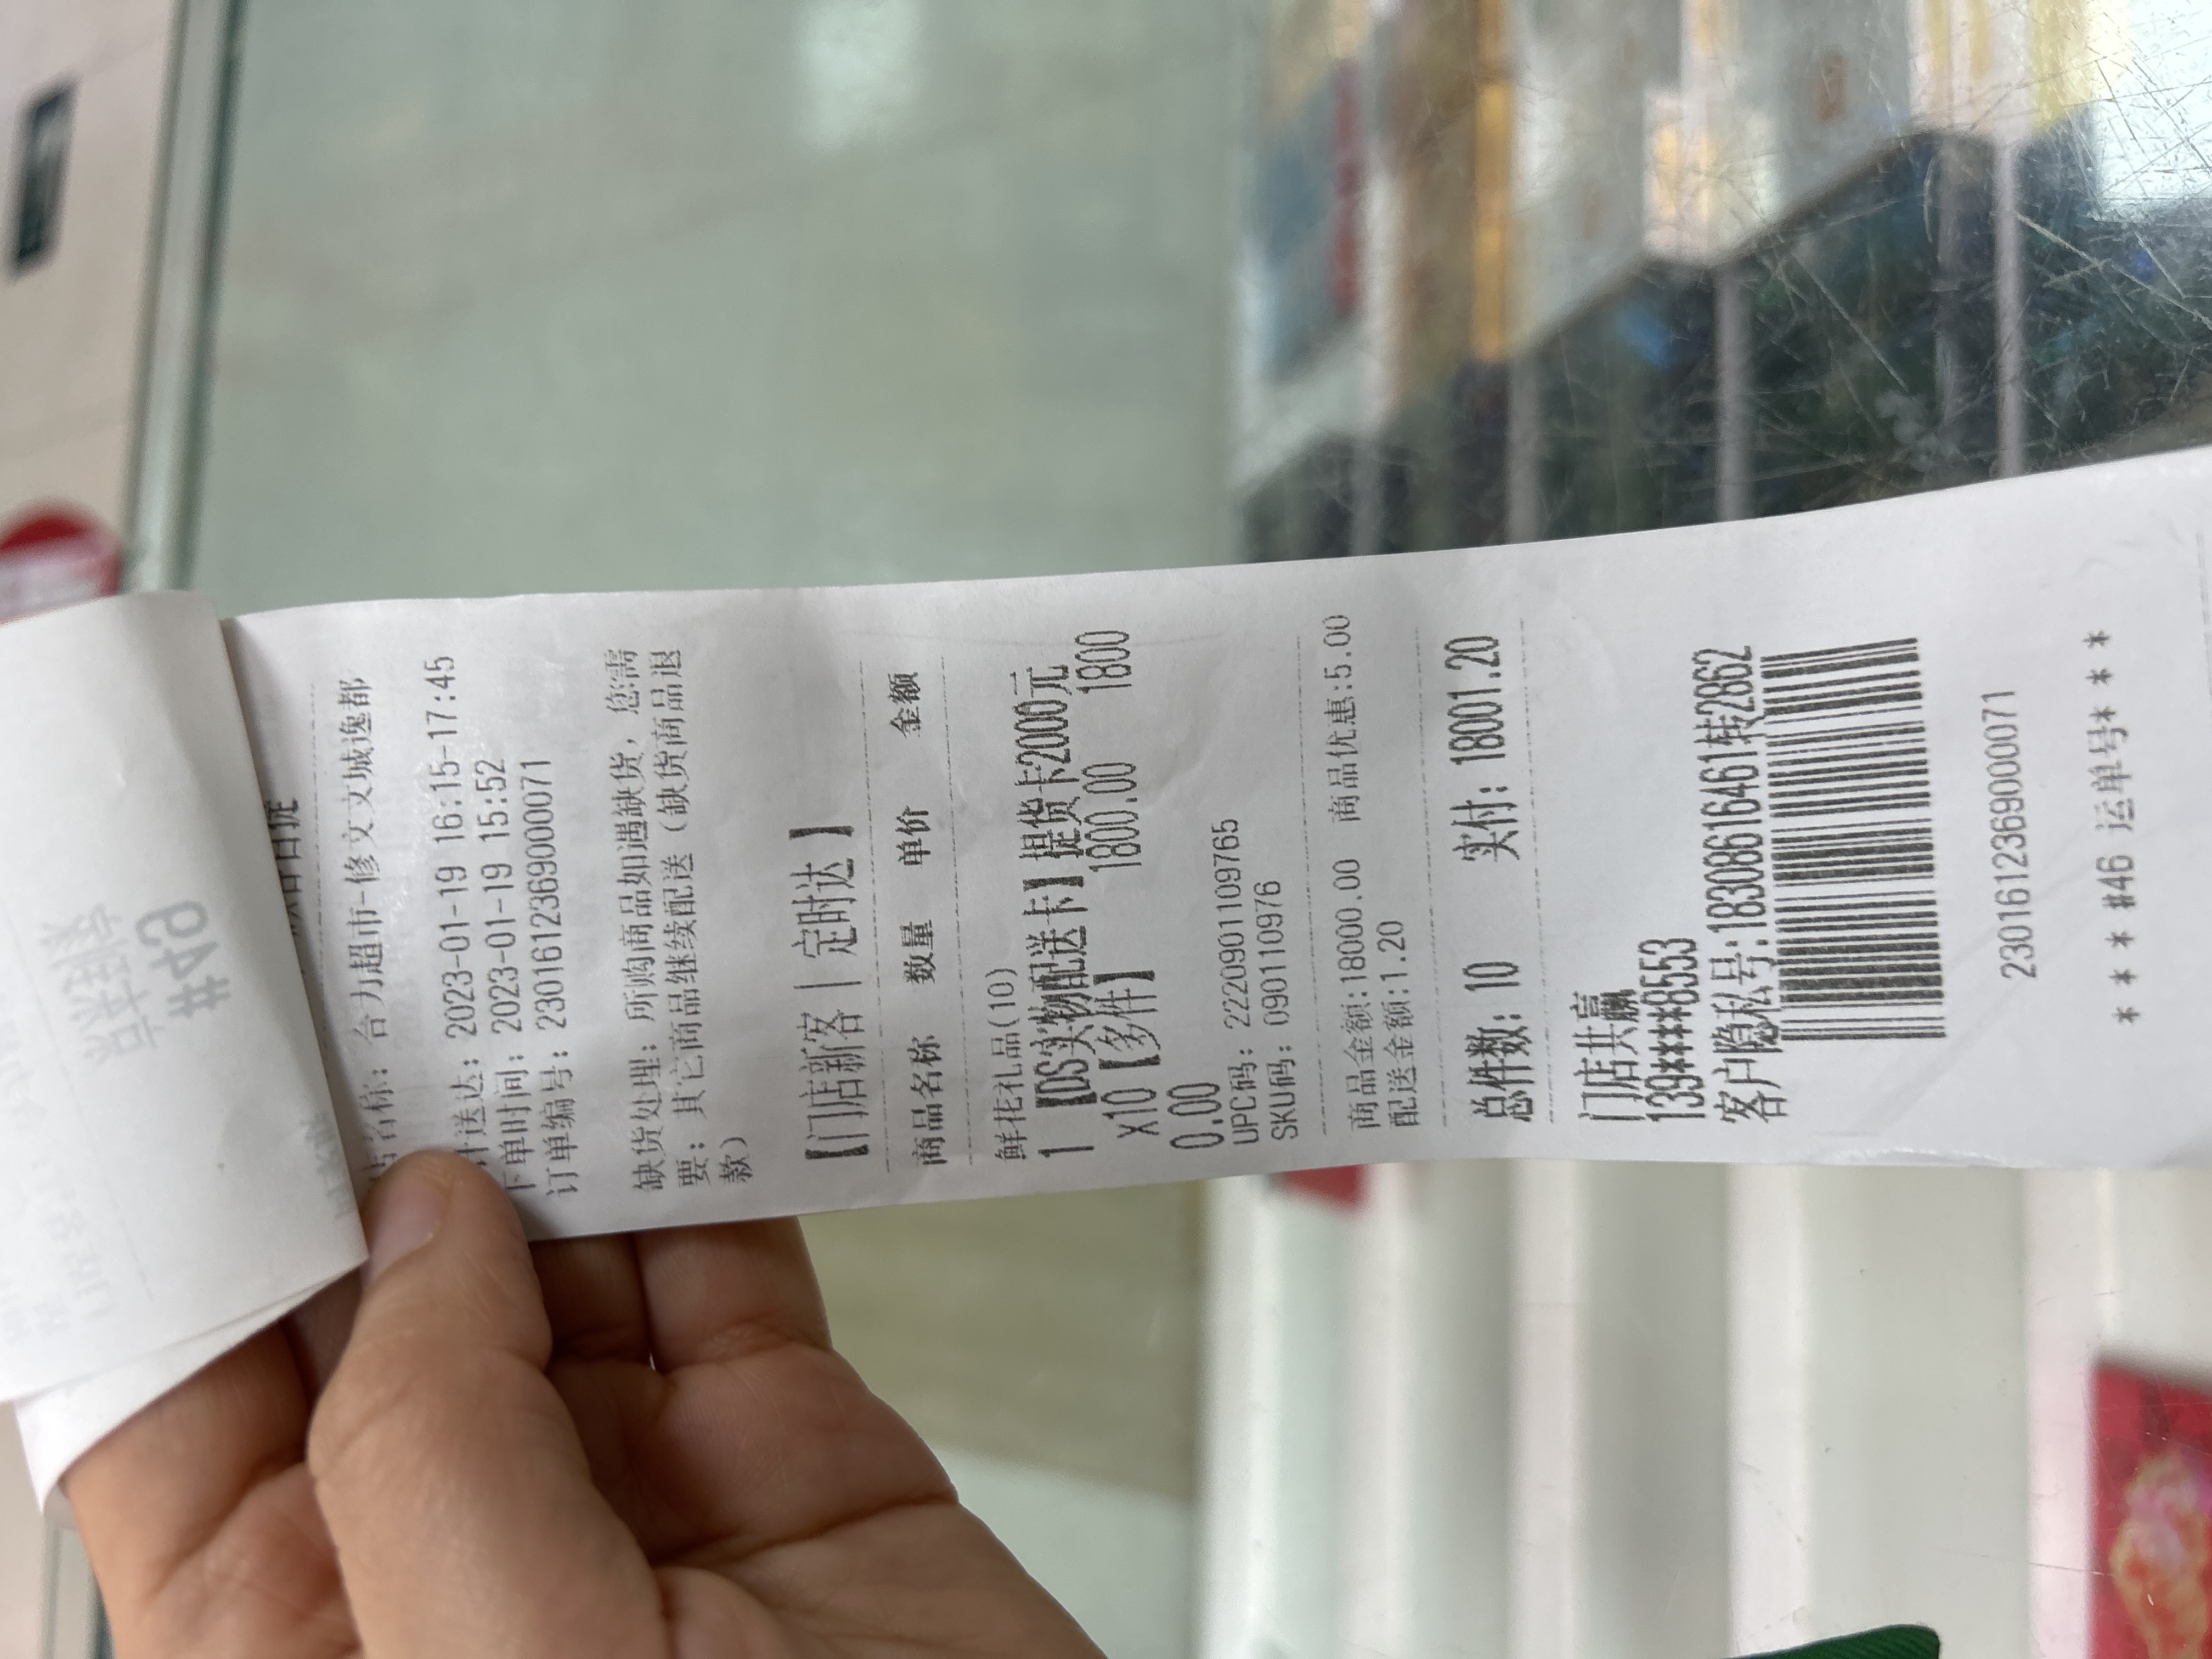 #49
店名称: 合力超市-修文文城逸都
计送达: 2023-01-19 16:15-17:45
下单时间: 2023-01-19 15:52
订单编号: 2301612369000071
缺货处理: 所购商品如遇缺货, 您需
要: 其它商品继续配送 (缺货商品退
款)
【门店新客 | 定时达】
商品名称 数量 单价 金额
鲜花礼品(10)
1 【DS实物配送卡】提货卡2000元
x10【多件】 1800.00 1800
0.00
UPC码: 2220901109765
SKU码: 090110976
商品金额:18000.00 商品优惠:5.00
配送金额:1.20
总件数: 10 实付: 18001.20
门店共赢
139****8553
客户隐私号:18308616461转2862
2301612369000071
* * * * #46 运单号* * * *